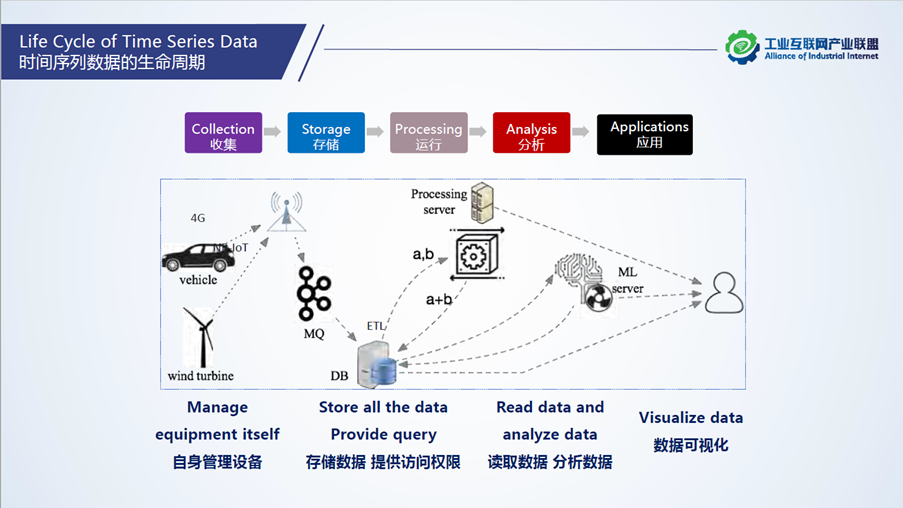 Life Cycle of Time Series Data
时间序列数据的生命周期
工业互联网产业联盟
Alliance of Industrial Internet
Collection
收集
Storage
存储
Processing
运行
Analysis
分析
Applications
应用
Processing
server
4G
IoT
vehicle
a,b
a+b
ML
server
MQ
ETL
DB
wind turbine
Manage
equipment itself
自身管理设备
Store all the data
Provide query
存储数据 提供访问权限
Read data and
analyze data
读取数据 分析数据
Visualize data
数据可视化